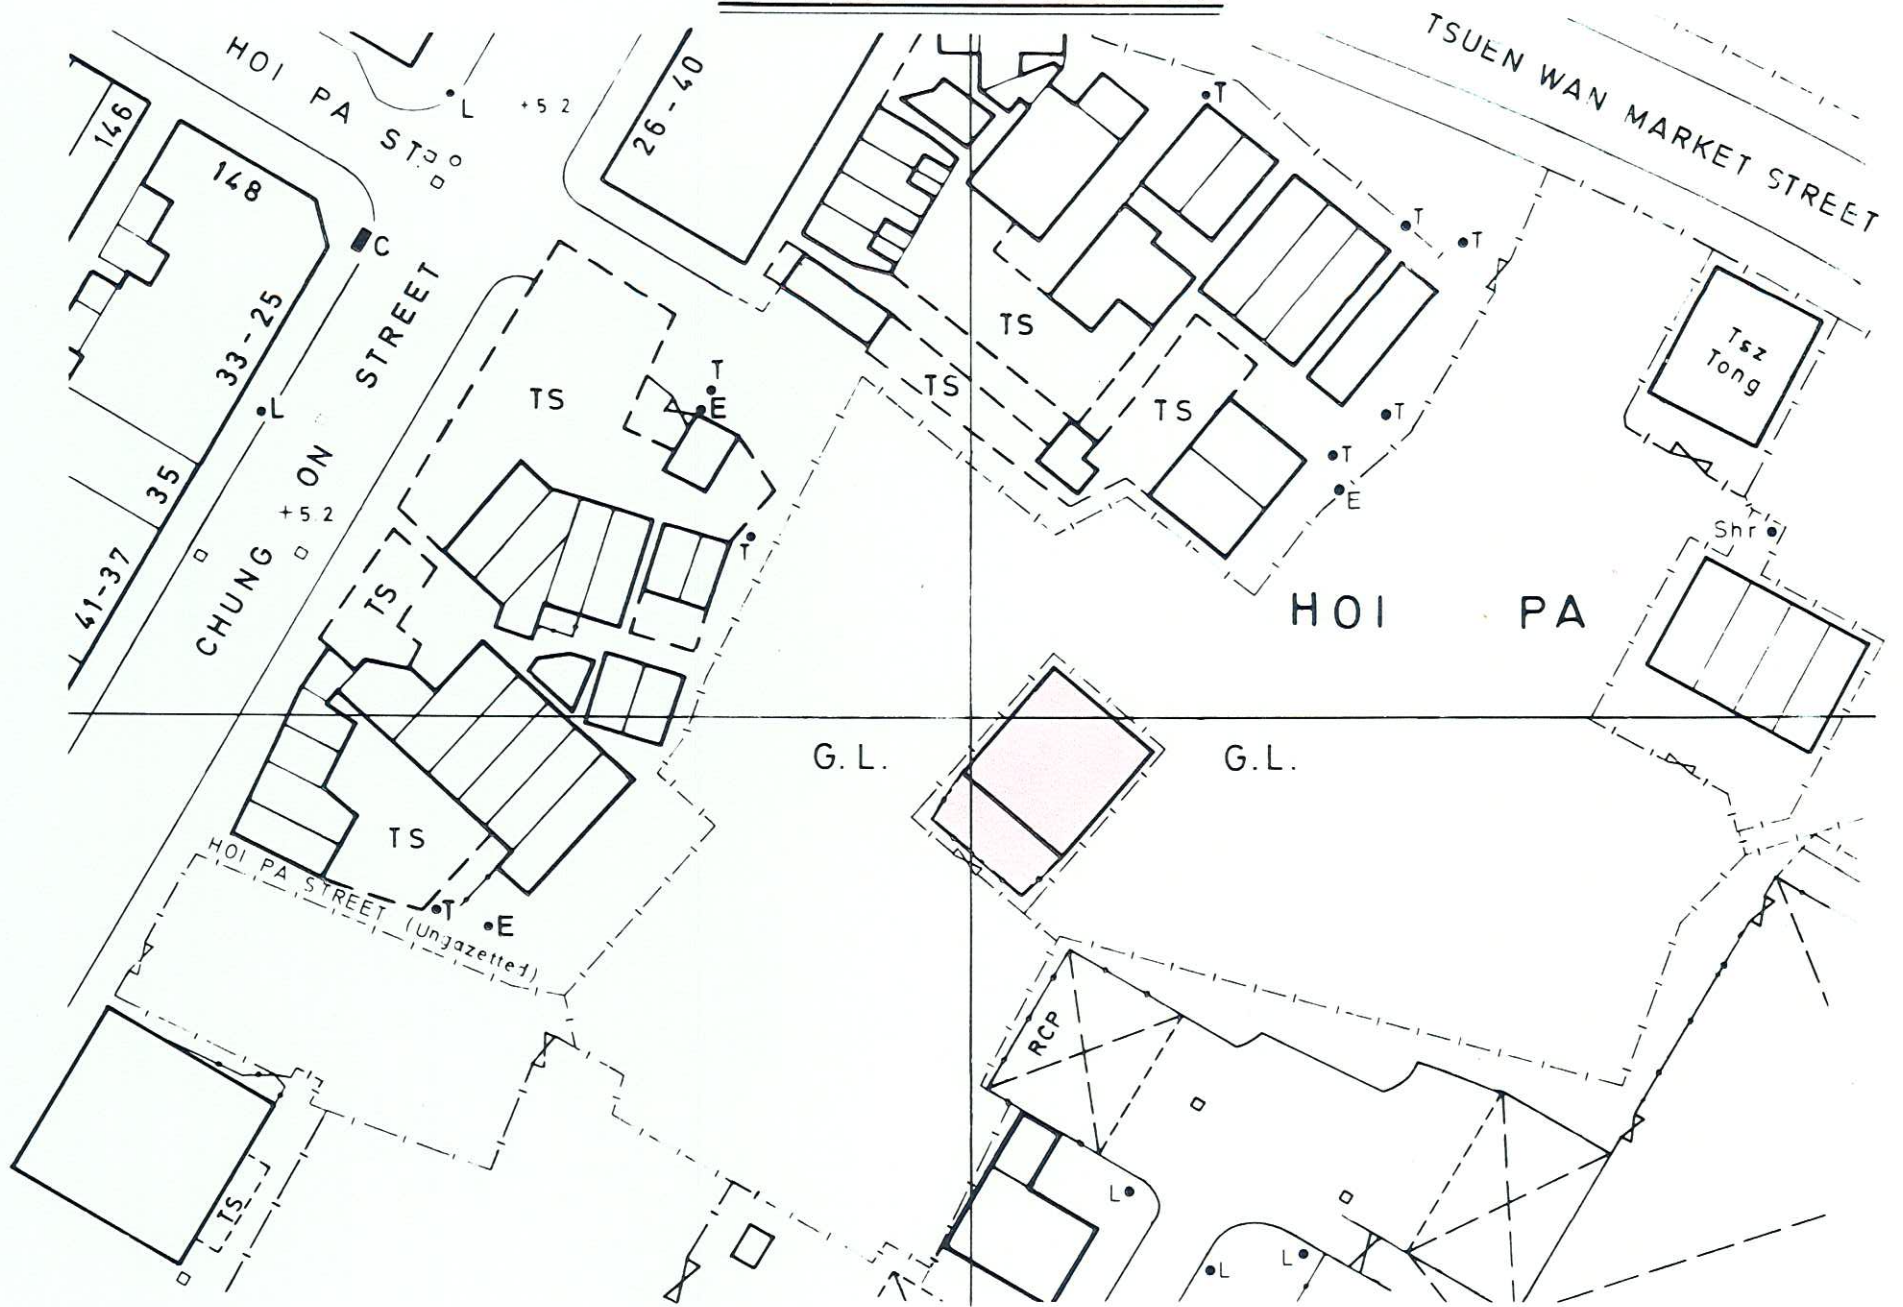 HOI PA ST.
L
+5.2
146
148
26-40
T
TSUEN WAN MARKET STREET
C
33-25
STREET
T
T
TS
Tsz
Tong
T
E
TS
TS
TS
T
L
T
35
ON
E
+5.2
Shr
T
41-37
CHUNG
TS
HOI PA
G.L.
G.L.
TS
HOI PA STREET (Ungazetted)
T
E
RCP
TS
L
L
L